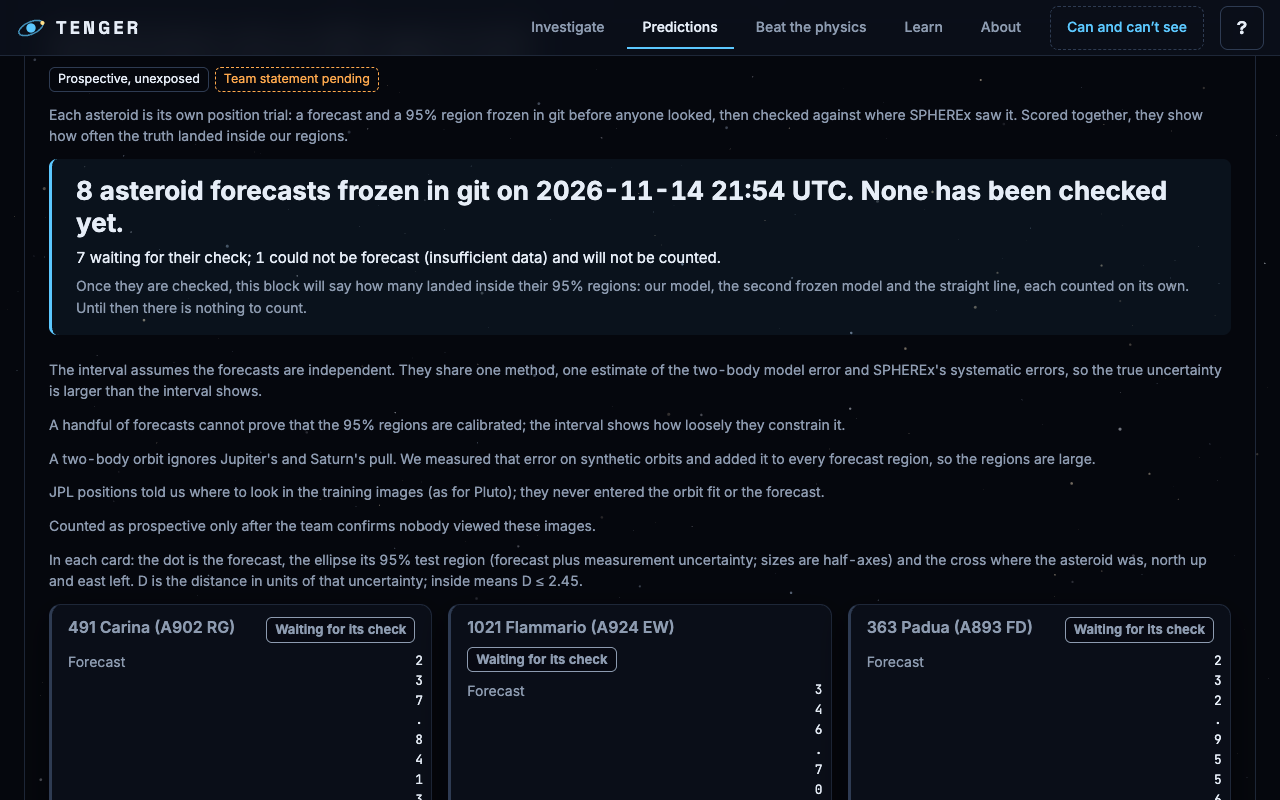 TENGER
Investigate
Predictions
Beat the physics
Learn
About
Can and can't see
?
Prospective, unexposed
Team statement pending
Each asteroid is its own position trial: a forecast and a 95% region frozen in git before anyone looked, then checked against where SPHEREx saw it. Scored together, they show
how often the truth landed inside our regions.
8 asteroid forecasts frozen in git on 2026-11-14 21:54 UTC. None has been checked
yet.
7 waiting for their check; 1 could not be forecast (insufficient data) and will not be counted.
Once they are checked, this block will say how many landed inside their 95% regions: our model, the second frozen model and the straight line, each counted on its own.
Until then there is nothing to count.
The interval assumes the forecasts are independent. They share one method, one estimate of the two-body model error and SPHEREx's systematic errors, so the true uncertainty
is larger than the interval shows.
A handful of forecasts cannot prove that the 95% regions are calibrated; the interval shows how loosely they constrain it.
A two-body orbit ignores Jupiter's and Saturn's pull. We measured that error on synthetic orbits and added it to every forecast region, so the regions are large.
JPL positions told us where to look in the training images (as for Pluto); they never entered the orbit fit or the forecast.
Counted as prospective only after the team confirms nobody viewed these images.
In each card: the dot is the forecast, the ellipse its 95% test region (forecast plus measurement uncertainty; sizes are half-axes) and the cross where the asteroid was, north up
and east left. D is the distance in units of that uncertainty; inside means D ≤ 2.45.
491 Carina (A902 RG)
Waiting for its check
Forecast
2
3
7
.
8
4
1
3
1021 Flammario (A924 EW)
Waiting for its check
Forecast
3
4
6
.
7
0
363 Padua (A893 FD)
Waiting for its check
Forecast
2
3
2
.
9
5
5